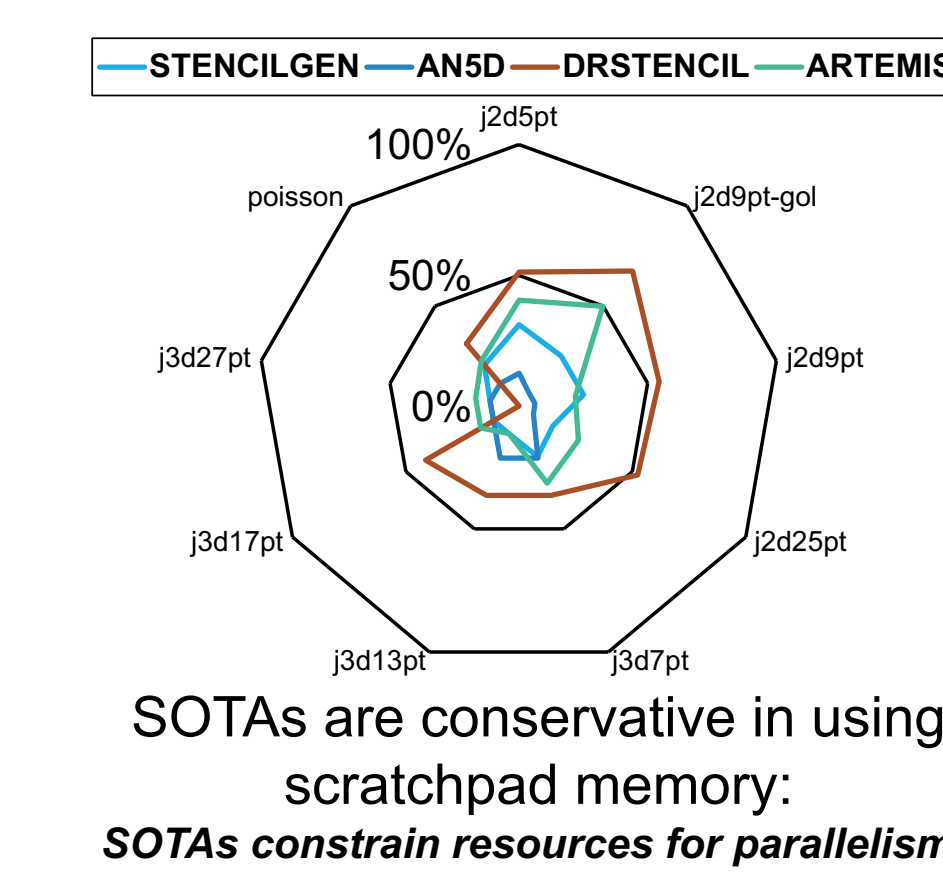 STENCILGEN AN5D DRSTENCIL ARTEMIS
j2d5pt
100%
poisson
j2d9pt-gol
50%
j3d27pt
j2d9pt
0%
j3d17pt
j2d25pt
j3d13pt
j3d7pt
SOTAs are conservative in using
scratchpad memory:
SOTAs constrain resources for parallelism